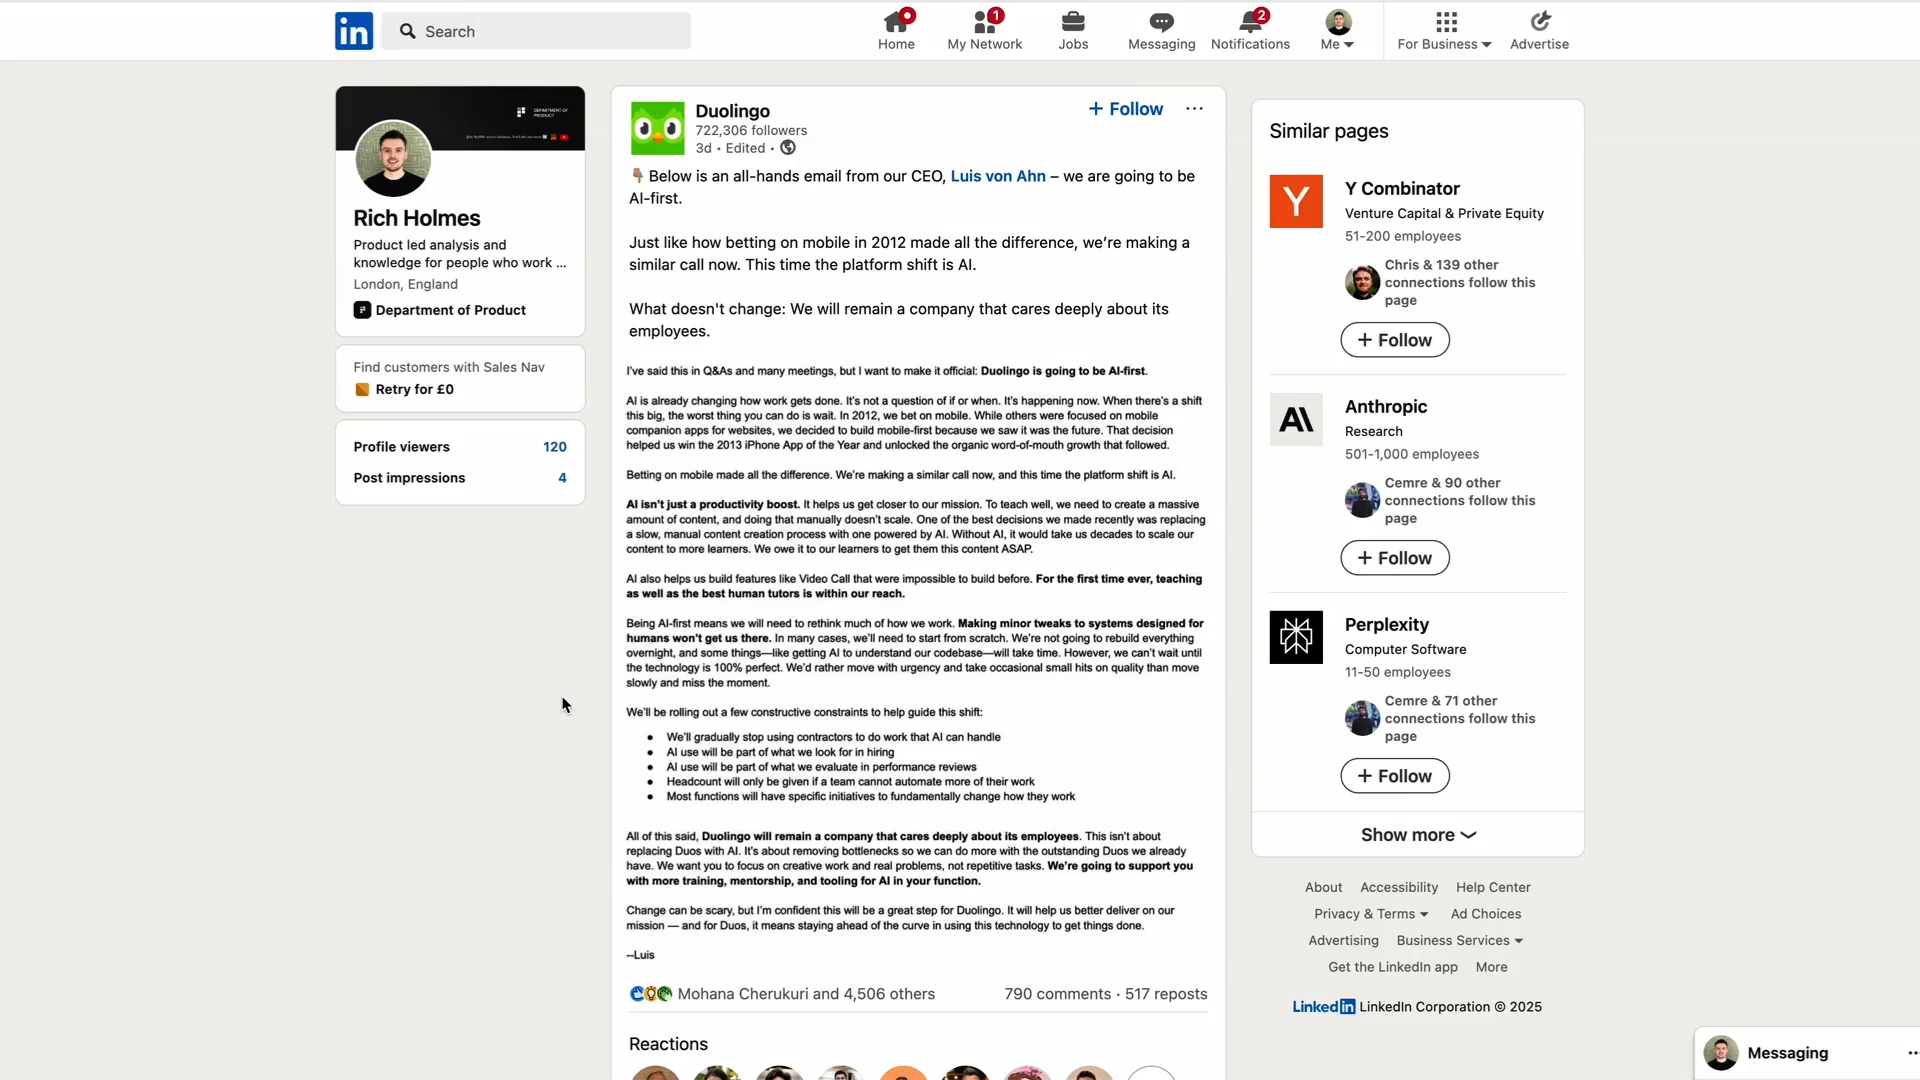 in Search
Home
My Network 1
Jobs
Messaging
Notifications 2
Me
For Business
Advertise
DEPARTMENT OF
PRODUCT
Rich Holmes
Product led analysis and
knowledge for people who work ...
London, England
Department of Product
Find customers with Sales Nav
Retry for £0
Profile viewers 120
Post impressions 4
Duolingo
722,306 followers
3d • Edited •
+ Follow
Below is an all-hands email from our CEO, Luis von Ahn – we are going to be
AI-first.
Just like how betting on mobile in 2012 made all the difference, we’re making a
similar call now. This time the platform shift is AI.
What doesn't change: We will remain a company that cares deeply about its
employees.
I’ve said this in Q&As and many meetings, but I want to make it official: Duolingo is going to be AI-first.
AI is already changing how work gets done. It’s not a question of if or when. It’s happening now. When there’s a shift
this big, the worst thing you can do is wait. In 2012, we bet on mobile. While others were focused on mobile
companion apps for websites, we decided to build mobile-first because we saw it was the future. That decision
helped us win the 2013 iPhone App of the Year and unlocked the organic word-of-mouth growth that followed.
Betting on mobile made all the difference. We’re making a similar call now, and this time the platform shift is AI.
AI isn’t just a productivity boost. It helps us get closer to our mission. To teach well, we need to create a massive
amount of content, and doing that manually doesn’t scale. One of the best decisions we made recently was replacing
a slow, manual content creation process with one powered by AI. Without AI, it would take us decades to scale our
content to more learners. We owe it to our learners to get them this content ASAP.
AI also helps us build features like Video Call that were impossible to build before. For the first time ever, teaching
as well as the best human tutors is within our reach.
Being AI-first means we will need to rethink much of how we work. Making minor tweaks to systems designed for
humans won’t get us there. In many cases, we’ll need to start from scratch. We’re not going to rebuild everything
overnight, and some things—like getting AI to understand our codebase—will take time. However, we can’t wait until
the technology is 100% perfect. We’d rather move with urgency and take occasional small hits on quality than move
slowly and miss the moment.
We’ll be rolling out a few constructive constraints to help guide this shift:
• We’ll gradually stop using contractors to do work that AI can handle
• AI use will be part of what we look for in hiring
• AI use will be part of what we evaluate in performance reviews
• Headcount will only be given if a team cannot automate more of their work
• Most functions will have specific initiatives to fundamentally change how they work
All of this said, Duolingo will remain a company that cares deeply about its employees. This isn’t about
replacing Duos with AI. It’s about removing bottlenecks so we can do more with the outstanding Duos we already
have. We want you to focus on creative work and real problems, not repetitive tasks. We’re going to support you
with more training, mentorship, and tooling for AI in your function.
Change can be scary, but I’m confident this will be a great step for Duolingo. It will help us better deliver on our
mission — and for Duos, it means staying ahead of the curve in using this technology to get things done.
--Luis
Mohana Cherukuri and 4,506 others
790 comments · 517 reposts
Reactions
Similar pages
Y
Y Combinator
Venture Capital & Private Equity
51-200 employees
Chris & 139 other
connections follow this
page
+ Follow
A\
Anthropic
Research
501-1,000 employees
Cemre & 90 other
connections follow this
page
+ Follow
Perplexity
Computer Software
11-50 employees
Cemre & 71 other
connections follow this
page
+ Follow
Show more
About Accessibility Help Center
Privacy & Terms Ad Choices
Advertising Business Services
Get the LinkedIn app More
Linkedin LinkedIn Corporation © 2025
Messaging